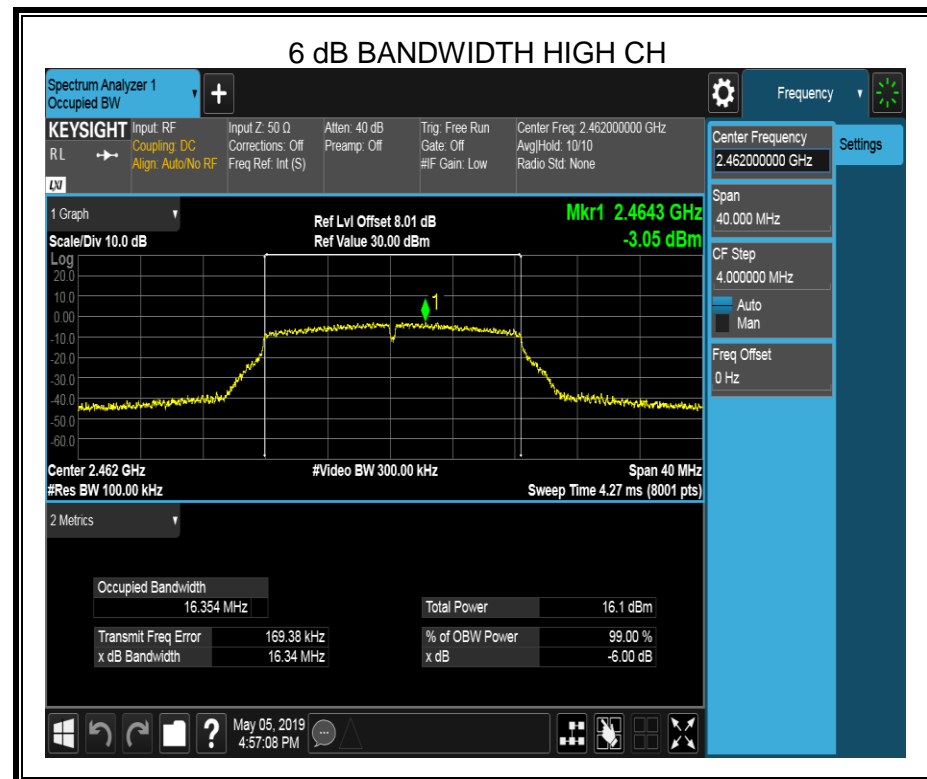 6 dB BANDWIDTH HIGH CH
Spectrum Analyzer 1
Occupied BW
+
Frequency
KEYSIGHT
RL
LXI
Input: RF
Coupling: DC
Align: Auto/No RF
Input Z: 50 Ω
Corrections: Off
Freq Ref: Int (S)
Atten: 40 dB
Preamp: Off
Trig: Free Run
Gate: Off
#IF Gain: Low
Center Freq: 2.462000000 GHz
Avg|Hold: 10/10
Radio Std: None
Center Frequency
2.462000000 GHz
Settings
Span
40.000 MHz
CF Step
4.000000 MHz
Auto
Man
Freq Offset
0 Hz
1 Graph
Scale/Div 10.0 dB
Ref Lvl Offset 8.01 dB
Ref Value 30.00 dBm
Mkr1 2.4643 GHz
-3.05 dBm
Log
20.0
10.0
0.00
-10.0
-20.0
-30.0
-40.0
-50.0
-60.0
1
Center 2.462 GHz
#Video BW 300.00 kHz
Span 40 MHz
#Res BW 100.00 kHz
Sweep Time 4.27 ms (8001 pts)
2 Metrics
Occupied Bandwidth
16.354 MHz
Total Power 16.1 dBm
Transmit Freq Error 169.38 kHz
% of OBW Power 99.00 %
x dB Bandwidth 16.34 MHz
x dB -6.00 dB
?
May 05, 2019
4:57:08 PM